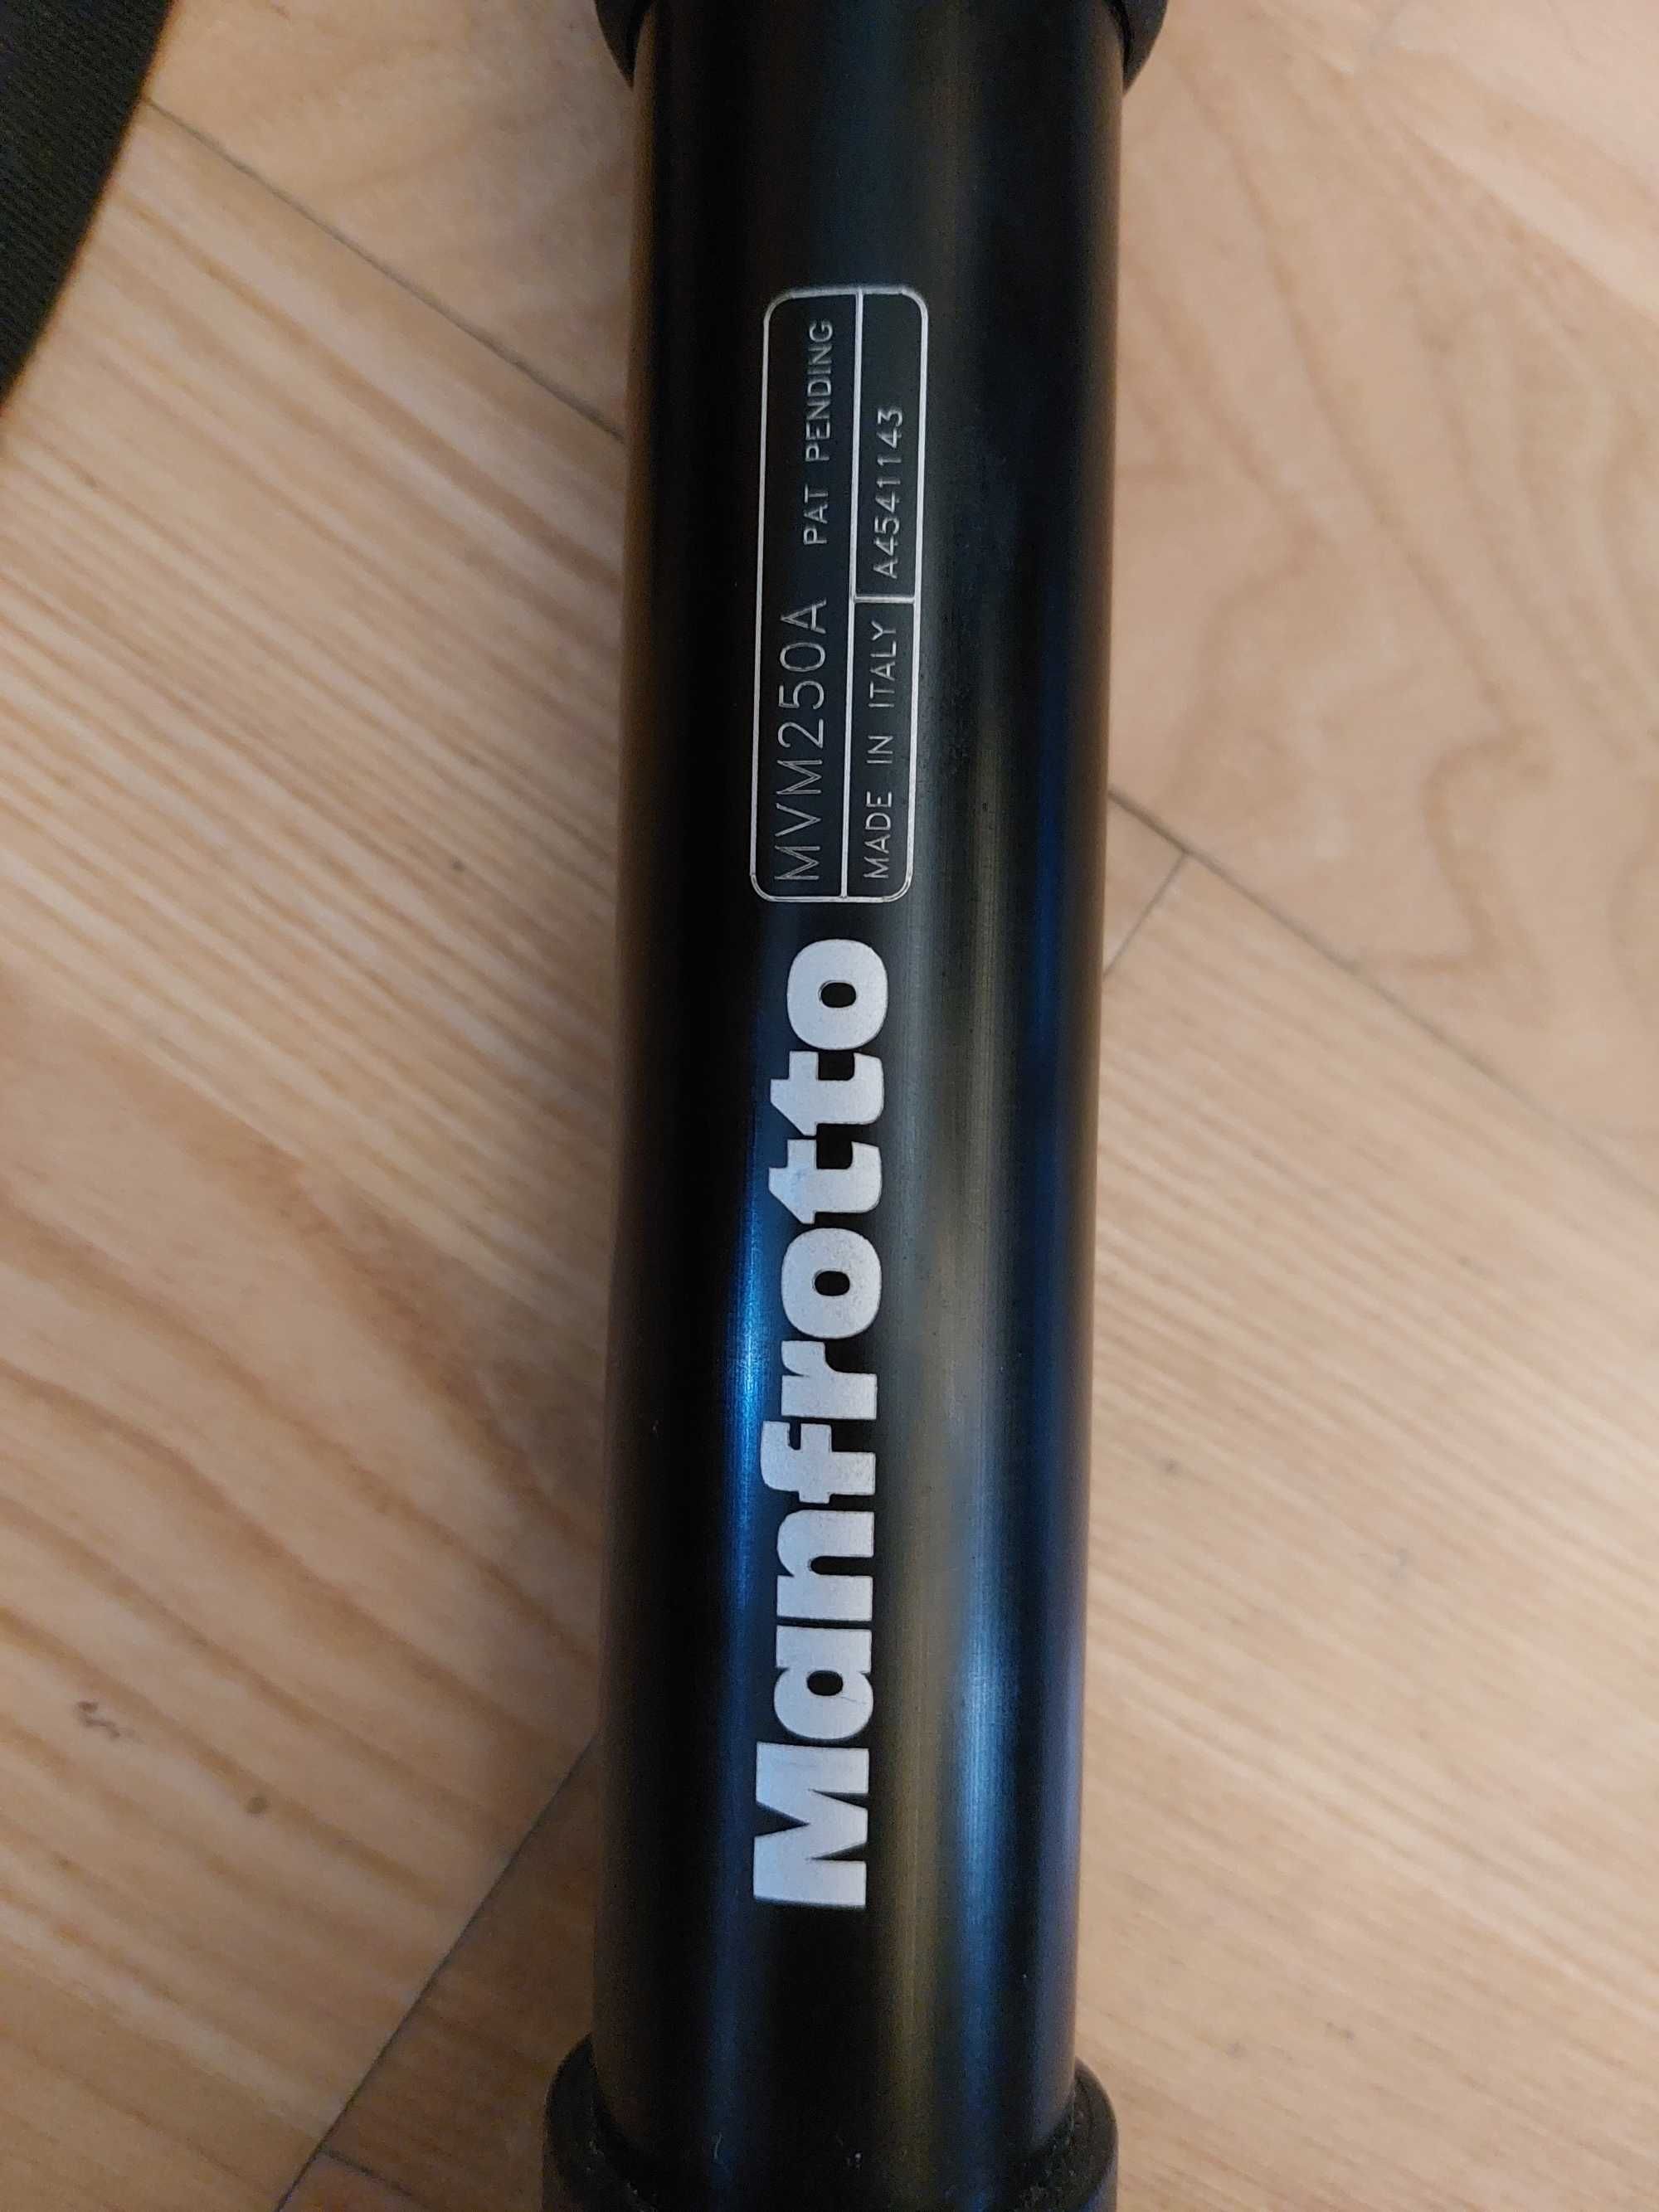 Manfrotto
MVM250A PAT PENDING
MADE IN ITALY A4541143